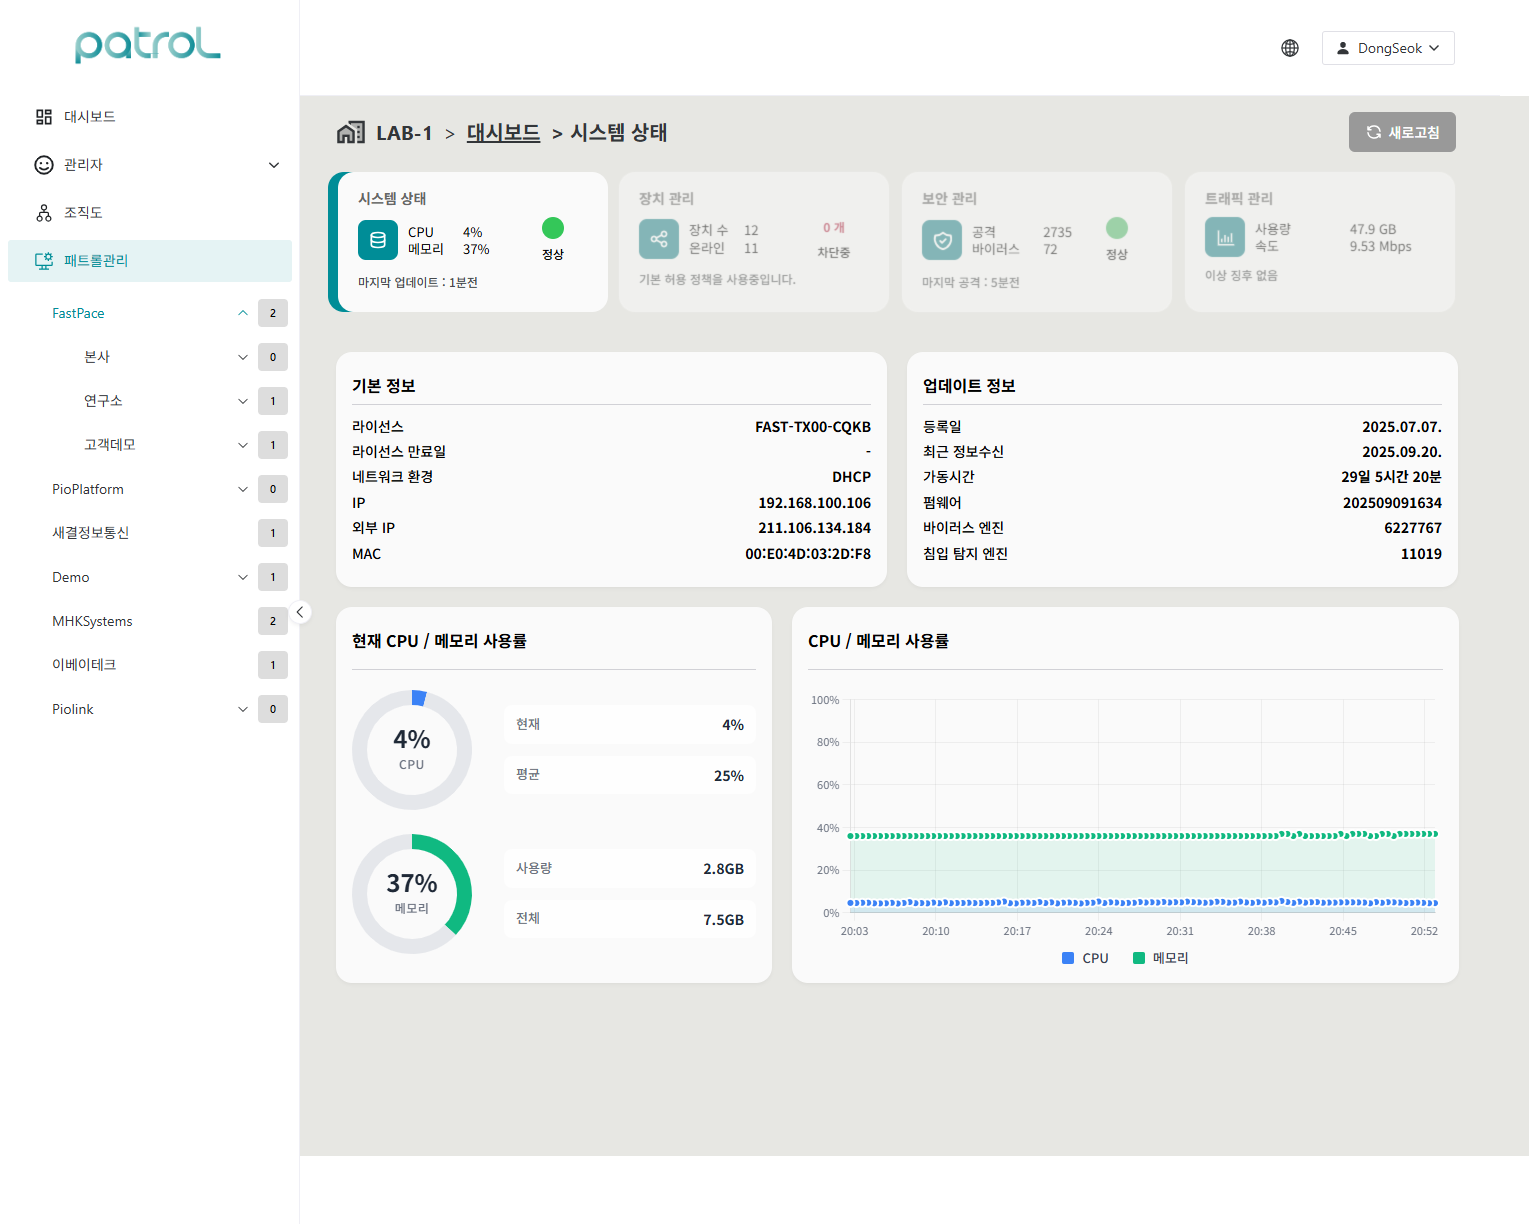 patrol
DongSeok
대시보드
관리자
조직도
패트롤관리
FastPace 2
본사 0
연구소 1
고객데모 1
PioPlatform 0
새결정보통신 1
Demo 1
MHKSystems 2
이베이테크 1
Piolink 0
LAB-1 > 대시보드 > 시스템 상태
새로고침
시스템 상태
CPU 4%
메모리 37%
정상
마지막 업데이트 : 1분전
장치 관리
장치 수 12
온라인 11
0 개
차단중
기본 허용 정책을 사용중입니다.
보안 관리
공격 2735
바이러스 72
정상
마지막 공격 : 5분전
트래픽 관리
사용량 47.9 GB
속도 9.53 Mbps
이상 징후 없음
기본 정보
라이선스 FAST-TX00-CQKB
라이선스 만료일 -
네트워크 환경 DHCP
IP 192.168.100.106
외부 IP 211.106.134.184
MAC 00:E0:4D:03:2D:F8
업데이트 정보
등록일 2025.07.07.
최근 정보수신 2025.09.20.
가동시간 29일 5시간 20분
펌웨어 202509091634
바이러스 엔진 6227767
침입 탐지 엔진 11019
현재 CPU / 메모리 사용률
4%
CPU
현재 4%
평균 25%
37%
메모리
사용량 2.8GB
전체 7.5GB
CPU / 메모리 사용률
100%
80%
60%
40%
20%
0%
20:03 20:10 20:17 20:24 20:31 20:38 20:45 20:52
CPU 메모리